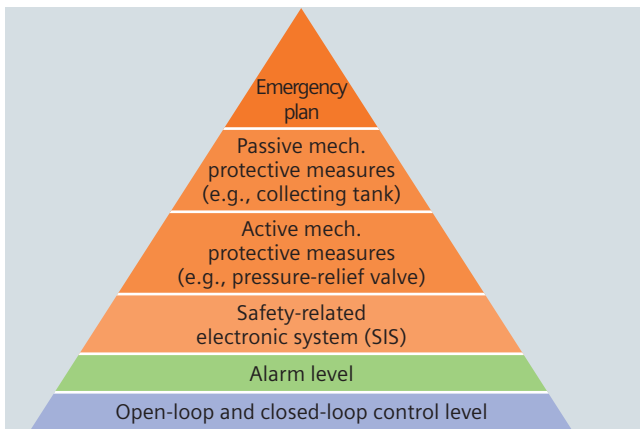 Emergency
plan
Passive mech.
protective measures
(e.g., collecting tank)
Active mech.
protective measures
(e.g., pressure-relief valve)
Safety-related
electronic system (SIS)
Alarm level
Open-loop and closed-loop control level